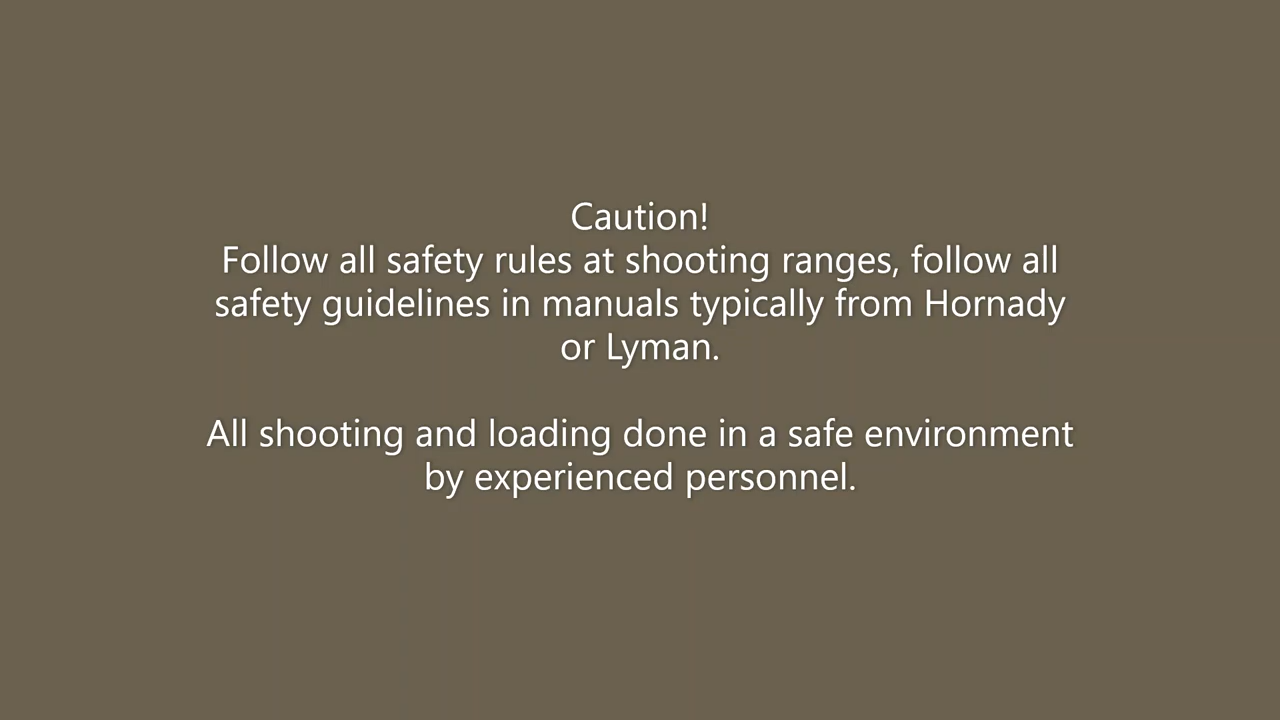 Caution!
Follow all safety rules at shooting ranges, follow all
safety guidelines in manuals typically from Hornady
or Lyman.
All shooting and loading done in a safe environment
by experienced personnel.